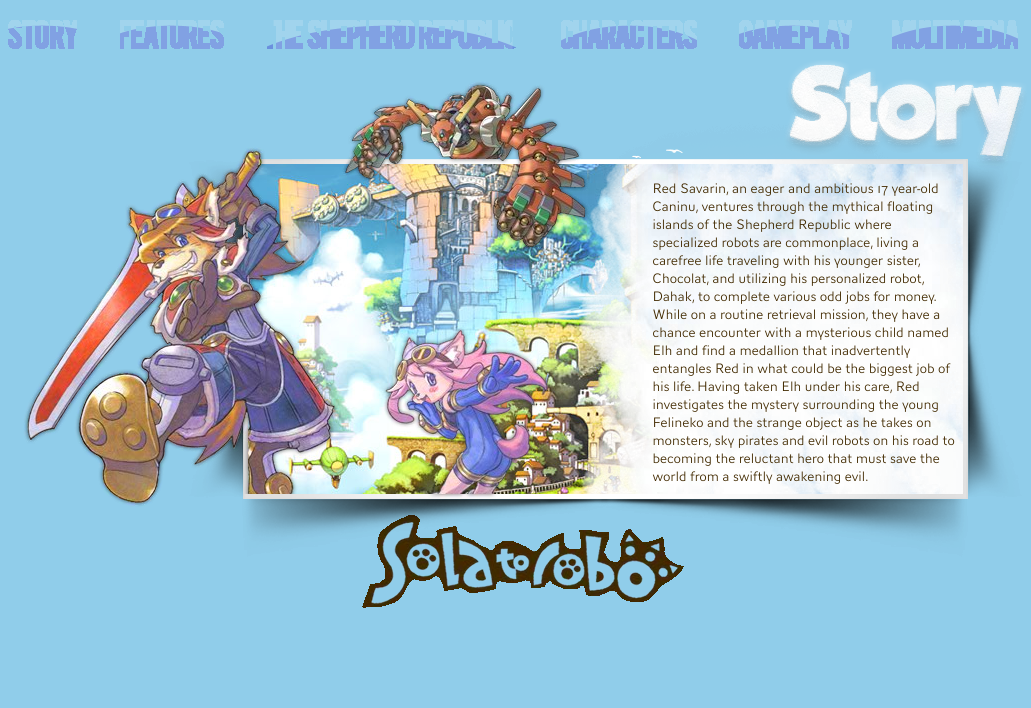 STORY FEATURES THE SHEPHERD REPUBLIC CHARACTERS GAMEPLAY MULTIMEDIA
Story
Red Savarin, an eager and ambitious 17 year-old
Caninu, ventures through the mythical floating
islands of the Shepherd Republic where
specialized robots are commonplace, living a
carefree life traveling with his younger sister,
Chocolat, and utilizing his personalized robot,
Dahak, to complete various odd jobs for money.
While on a routine retrieval mission, they have a
chance encounter with a mysterious child named
Elh and find a medallion that inadvertently
entangles Red in what could be the biggest job of
his life. Having taken Elh under his care, Red
investigates the mystery surrounding the young
Felineko and the strange object as he takes on
monsters, sky pirates and evil robots on his road to
becoming the reluctant hero that must save the
world from a swiftly awakening evil.
Solatorobo